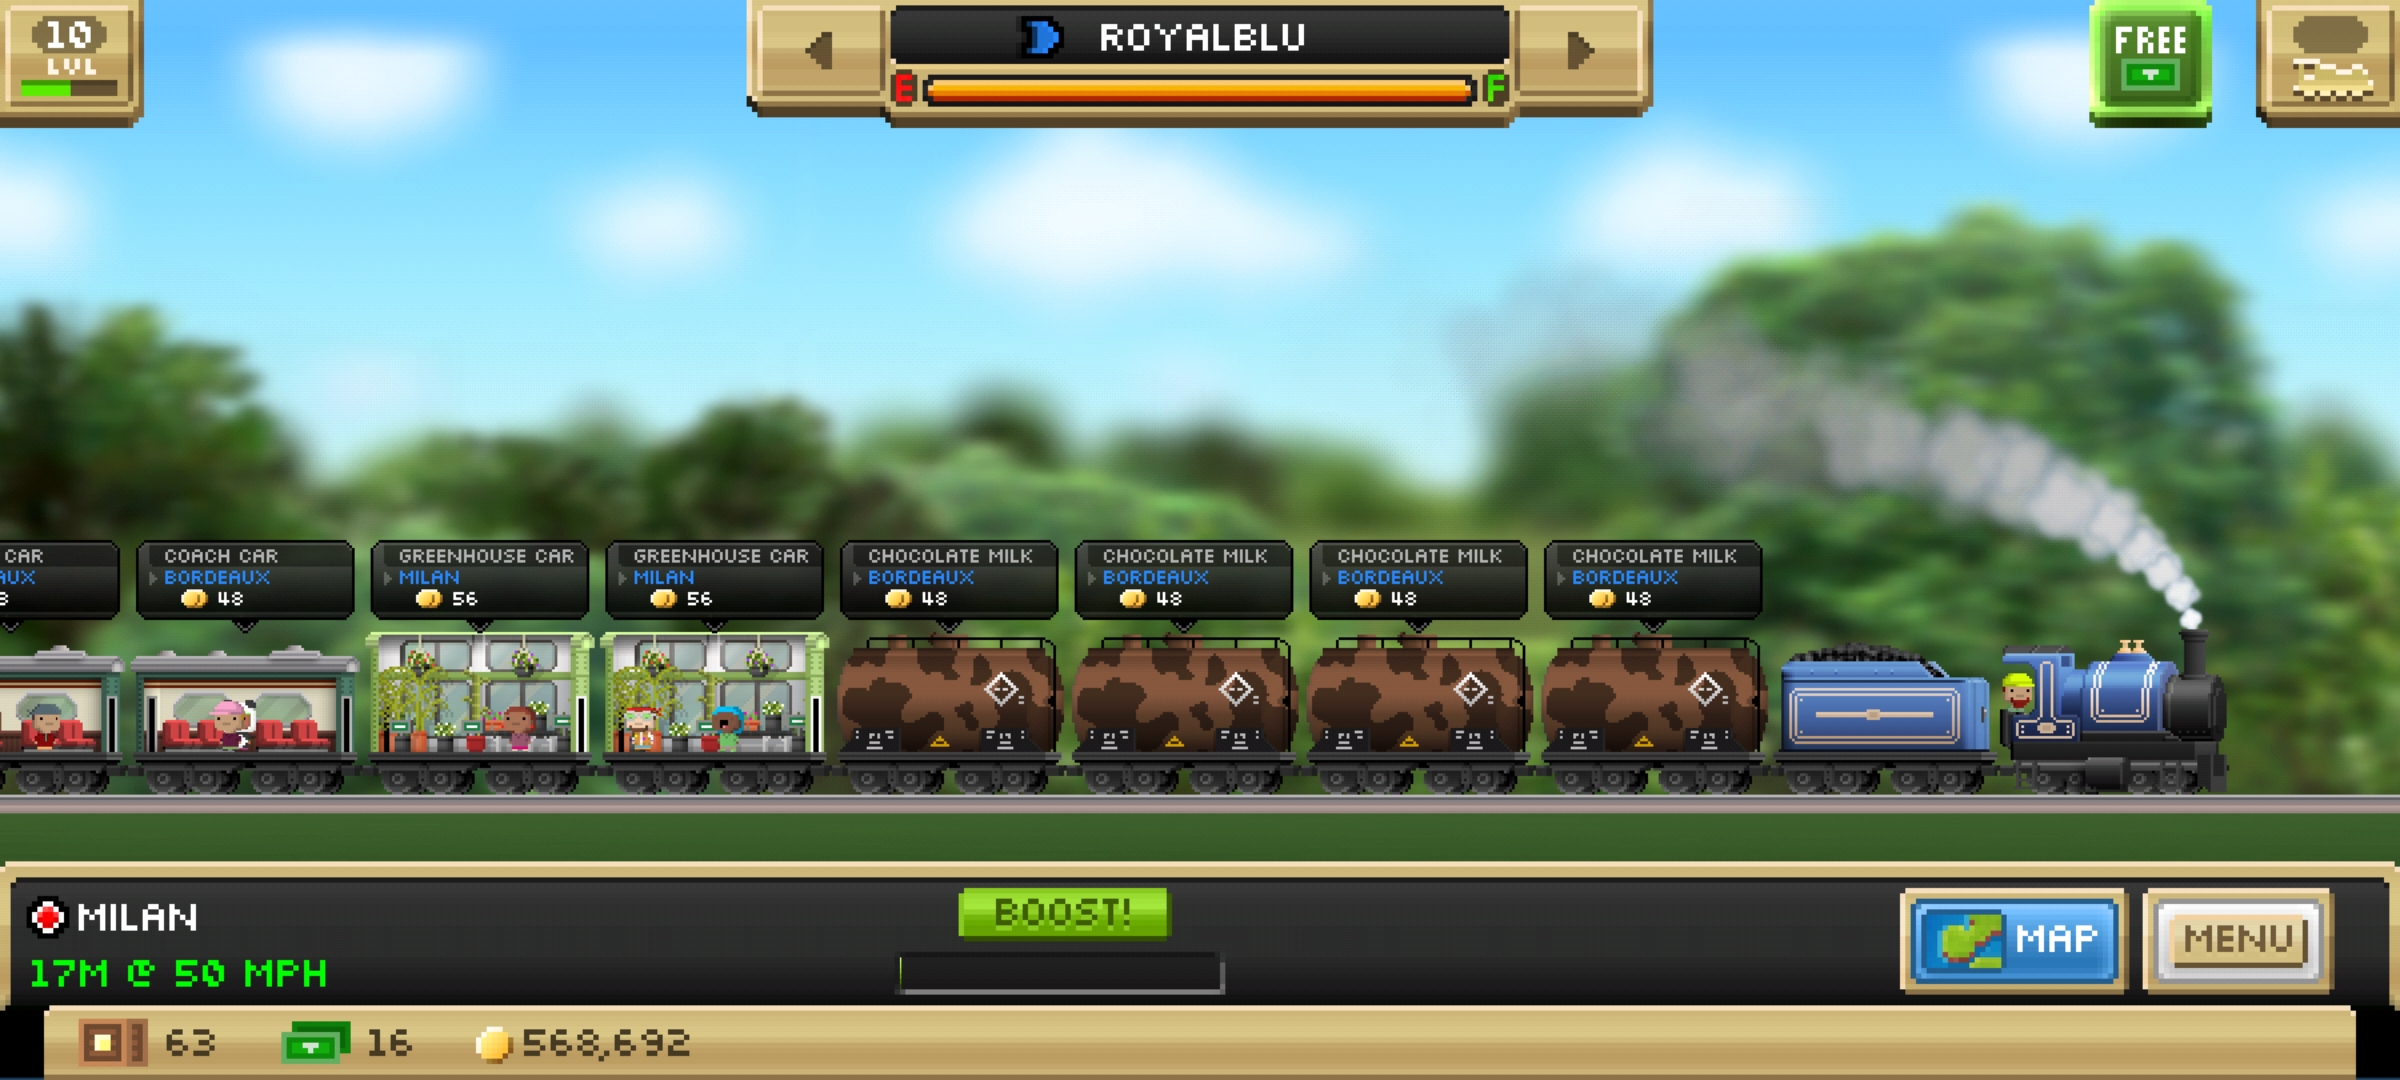 10
LVL
ROYALBLU
E F
FREE
CAR
AUX
8
COACH CAR
BORDEAUX
48
GREENHOUSE CAR
MILAN
56
GREENHOUSE CAR
MILAN
56
CHOCOLATE MILK
BORDEAUX
48
CHOCOLATE MILK
BORDEAUX
48
CHOCOLATE MILK
BORDEAUX
48
CHOCOLATE MILK
BORDEAUX
48
MILAN
17M @ 50 MPH
BOOST!
MAP
MENU
63
16
568,692